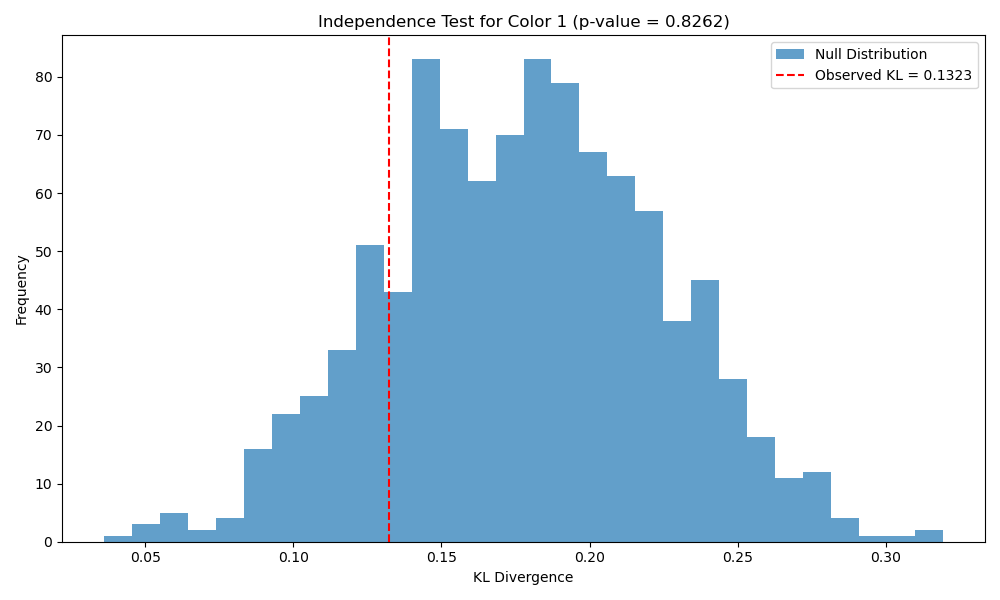 Independence Test for Color 1 (p-value = 0.8262)
Null Distribution
Observed KL = 0.1323
Frequency
80
70
60
50
40
30
20
10
0
0.05 0.10 0.15 0.20 0.25 0.30
KL Divergence